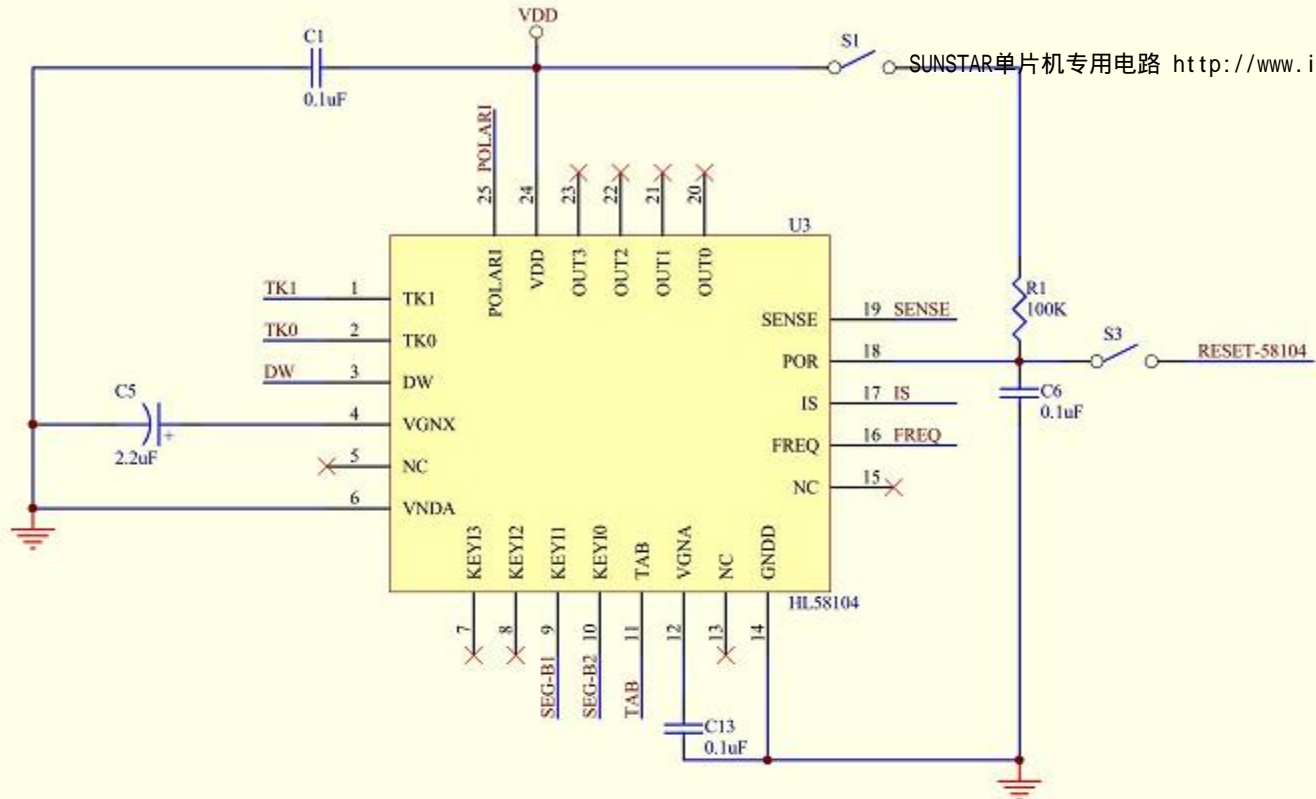 VDD
C1
0.1uF
S1
SUNSTAR单片机专用电路 http://www.i
POLARI
25
24
23
22
21
20
U3
POLARI
VDD
OUT3
OUT2
OUT1
OUT0
TK1
1
TK1
TK0
2
TK0
DW
3
DW
C5
2.2uF
+
4
VGNX
5
NC
6
VNDA
SENSE
19
SENSE
POR
18
IS
17
IS
FREQ
16
FREQ
NC
15
R1
100K
S3
RESET-58104
C6
0.1uF
KEYI3
KEYI2
KEYI1
KEYI0
TAB
VGNA
NC
GNDD
HL58104
7
8
9
10
11
12
13
14
SEG-B1
SEG-B2
TAB
C13
0.1uF